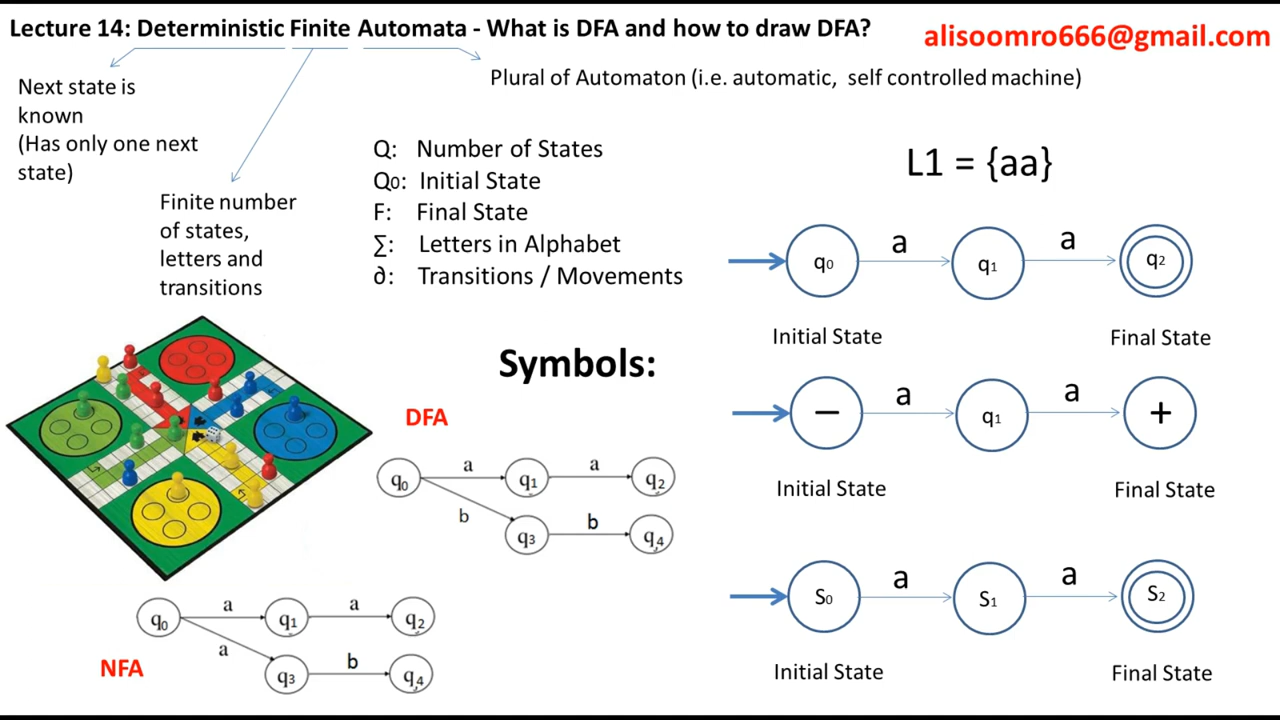 Lecture 14: Deterministic Finite Automata - What is DFA and how to draw DFA?
alisoomro666@gmail.com
Plural of Automaton (i.e. automatic, self controlled machine)
Next state is
known
(Has only one next
state)
Finite number
of states,
letters and
transitions
Q: Number of States
Q0: Initial State
F: Final State
∑: Letters in Alphabet
∂: Transitions / Movements
L1 = {aa}
q0 a q1 a q2
Initial State Final State
Symbols:
− a q1 a +
Initial State Final State
DFA
q0 a q1 a q2
b q3 b q4
S0 a S1 a S2
Initial State Final State
q0 a q1 a q2
a q3 b q4
NFA